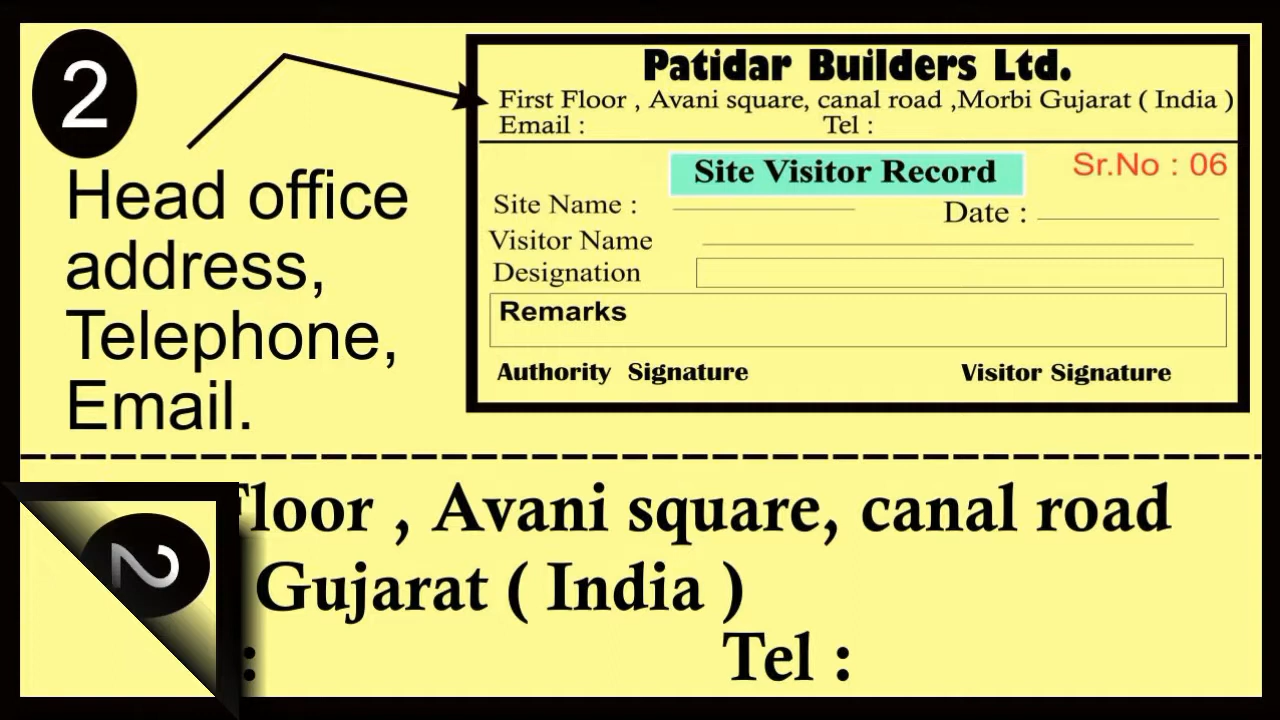 2
Head office
address,
Telephone,
Email.
Patidar Builders Ltd.
First Floor , Avani square, canal road ,Morbi Gujarat ( India )
Email :
Tel :
Site Visitor Record
Sr.No : 06
Site Name :
Date :
Visitor Name
Designation
Remarks
Authority Signature
Visitor Signature
Floor , Avani square, canal road
Gujarat ( India )
: Tel :
2